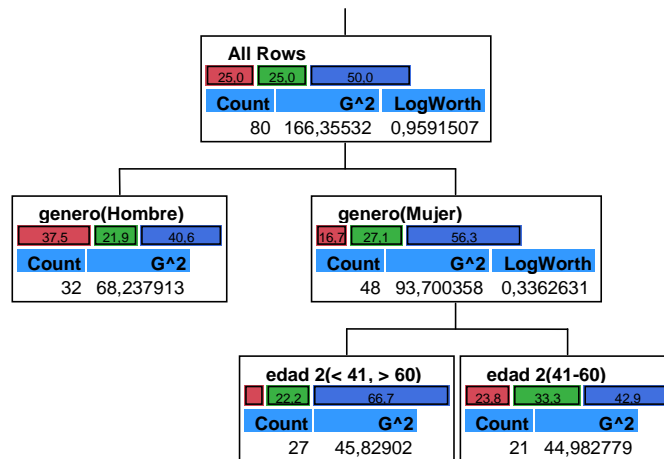 All Rows
25,0 25,0 50,0
Count G^2 LogWorth
80 166,35532 0,9591507
genero(Hombre)
37,5 21,9 40,6
Count G^2
32 68,237913
genero(Mujer)
16,7 27,1 56,3
Count G^2 LogWorth
48 93,700358 0,3362631
edad 2(< 41, > 60)
22,2 66,7
Count G^2
27 45,82902
edad 2(41-60)
23,8 33,3 42,9
Count G^2
21 44,982779